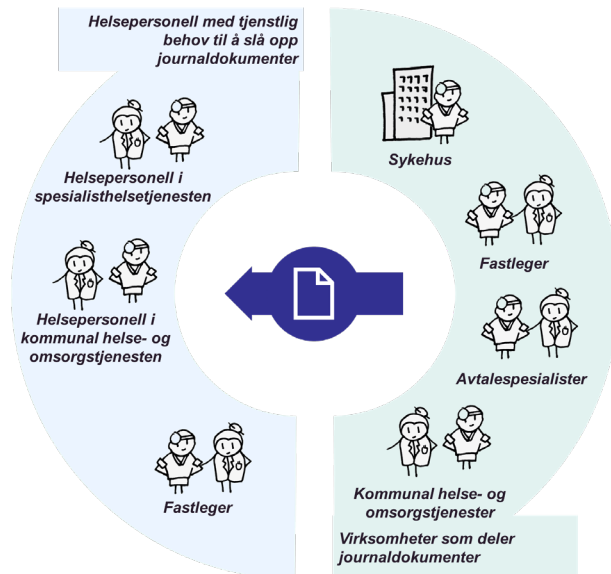 Helsepersonell med tjenstlig
behov til å slå opp
journaldokumenter
Helsepersonell i
spesialisthelsetjenesten
Helsepersonell i
kommunal helse- og
omsorgstjenesten
Fastleger
Sykehus
Fastleger
Avtalespesialister
Kommunal helse- og
omsorgstjenester
Virksomheter som deler
journaldokumenter